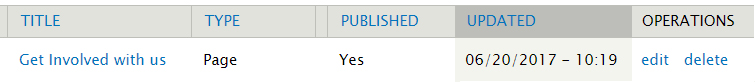 TITLE TYPE PUBLISHED UPDATED OPERATIONS
Get Involved with us Page Yes 06/20/2017 - 10:19 edit delete